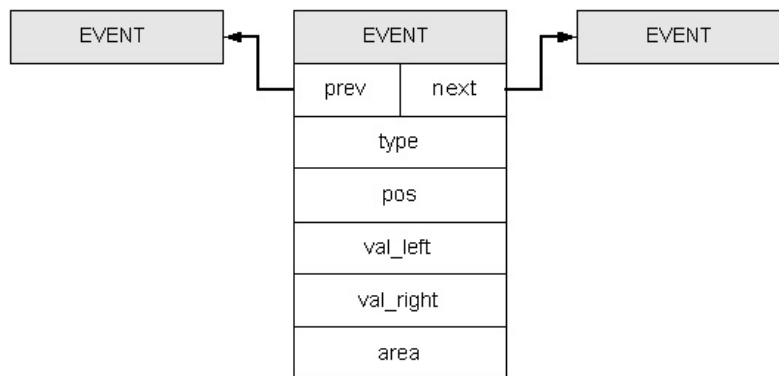 EVENT EVENT EVENT
prev next
type
pos
val_left
val_right
area